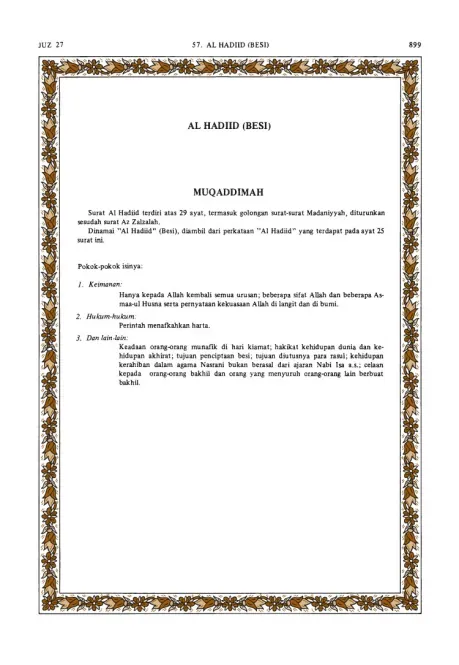 JUZ 27 57. AL HADIID (BESI) 899
AL HADIID (BESI)
MUQADDIMAH
Surat Al Hadiid terdiri atas 29 ayat, termasuk golongan surat-surat Madaniyyah, diturunkan
sesudah surat Az Zalzalah.
Dinamai "Al Hadiid" (Besi), diambil dari perkataan "Al Hadiid" yang terdapat pada ayat 25
surat ini.
Pokok-pokok isinya:
1. Keimanan:
Hanya kepada Allah kembali semua urusan; beberapa sifat Allah dan beberapa As-
maa-ul Husna serta pernyataan kekuasaan Allah di langit dan di bumi.
2. Hukum-hukum:
Perintah menafkahkan harta.
3. Dan lain-lain:
Keadaan orang-orang munafik di hari kiamat; hakikat kehidupan dunia dan ke-
hidupan akhirat; tujuan penciptaan besi; tujuan diutusnya para rasul; kehidupan
kerahiban dalam agama Nasrani bukan berasal dari ajaran Nabi Isa a.s.; celaan
kepada orang-orang bakhil dan orang yang menyuruh orang-orang lain berbuat
bakhil.